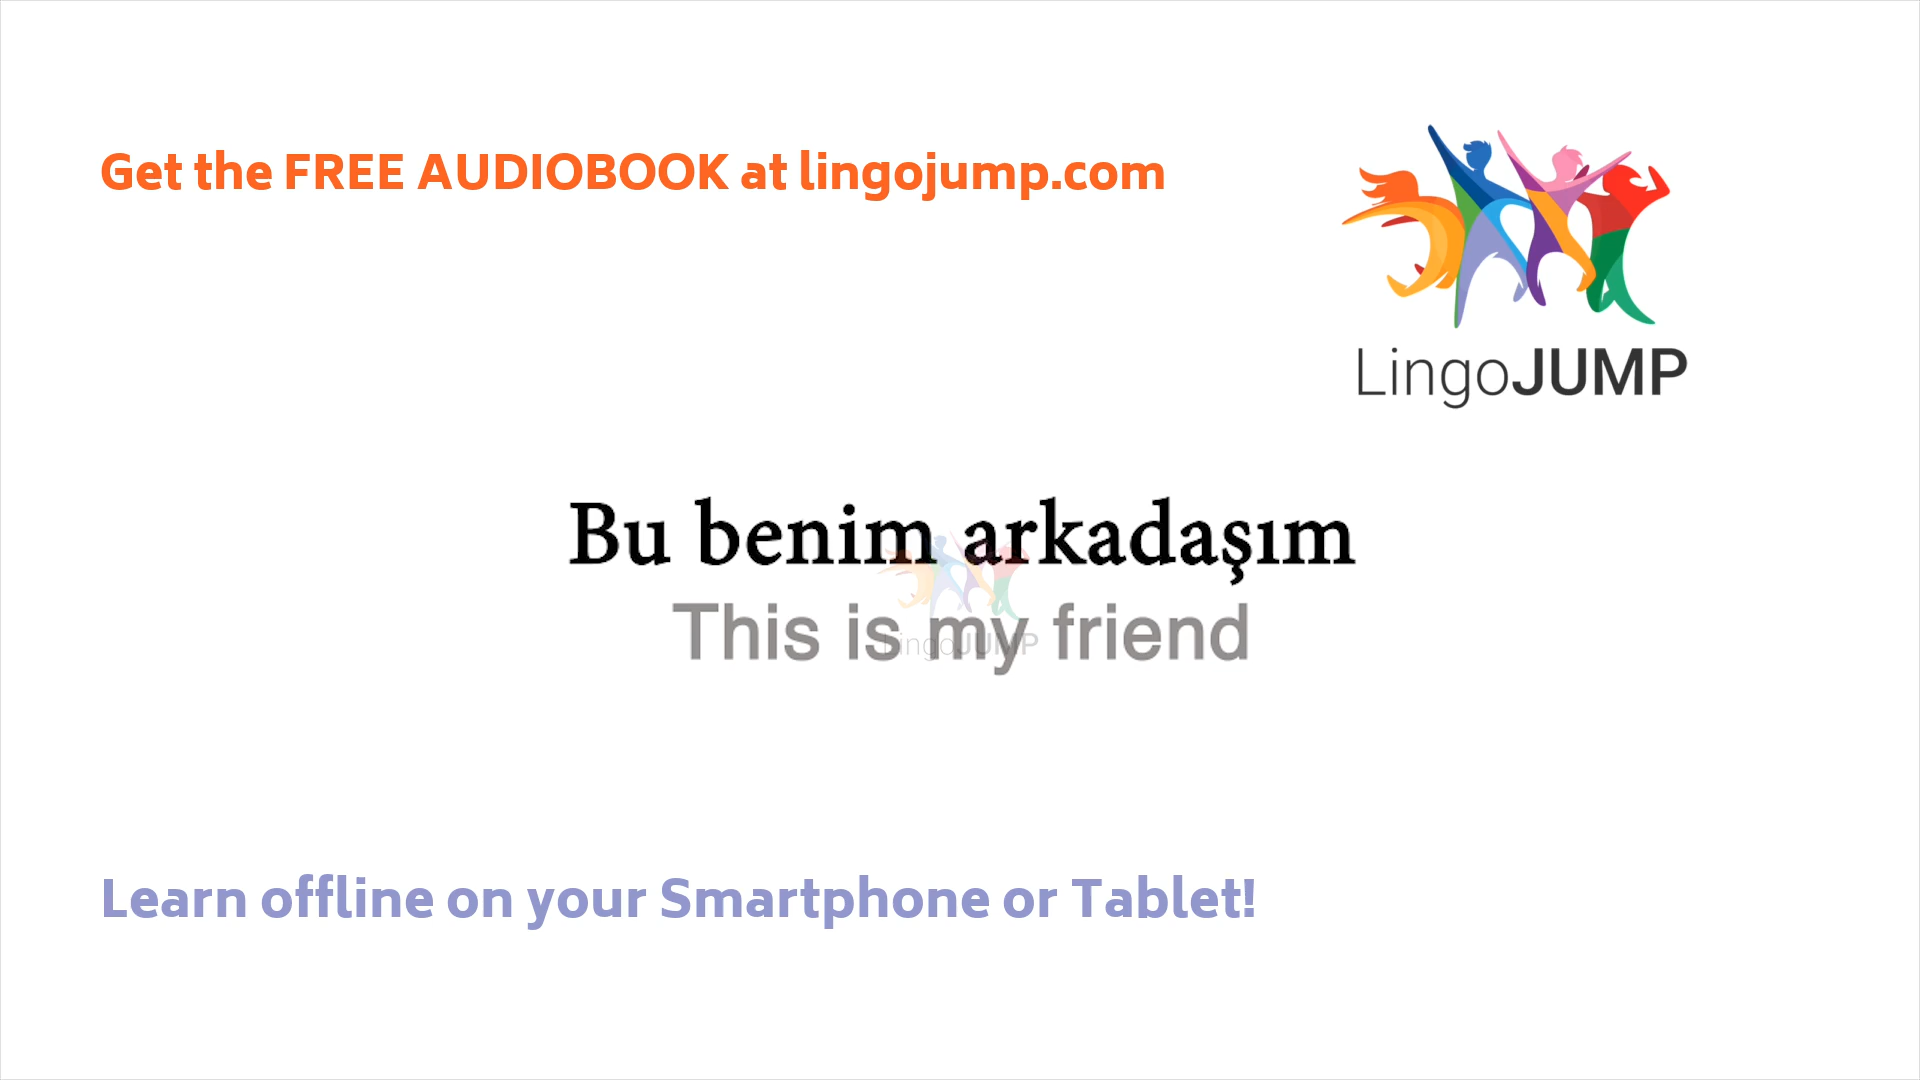 Get the FREE AUDIOBOOK at lingojump.com
LingoJUMP
Bu benim arkadaşım
This is my friend
LingoJUMP
Learn offline on your Smartphone or Tablet!